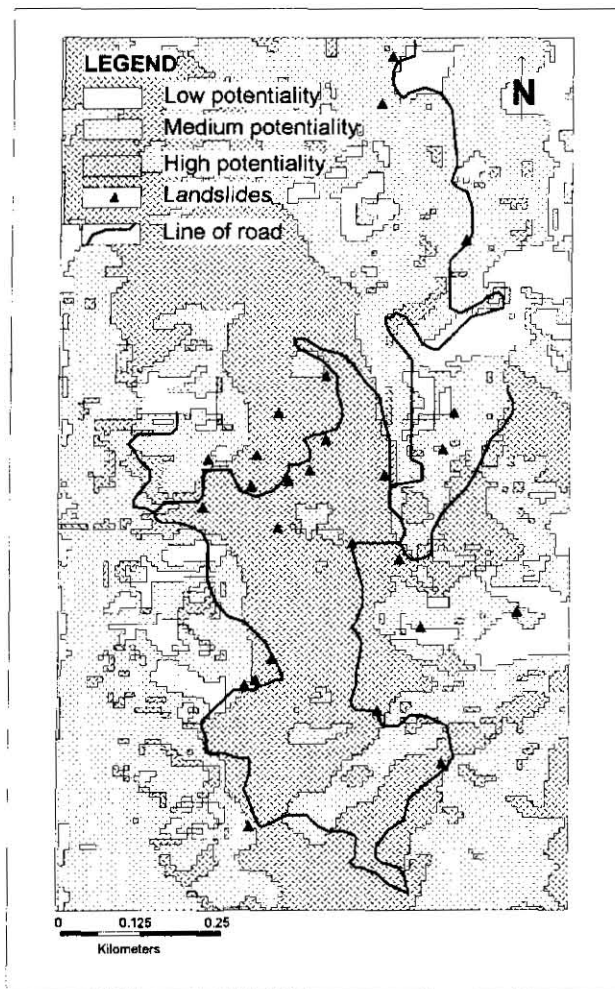 LEGEND
Low potentiality
Medium potentiality
High potentiality
Landslides
Line of road
N
0 0.125 0.25
Kilometers